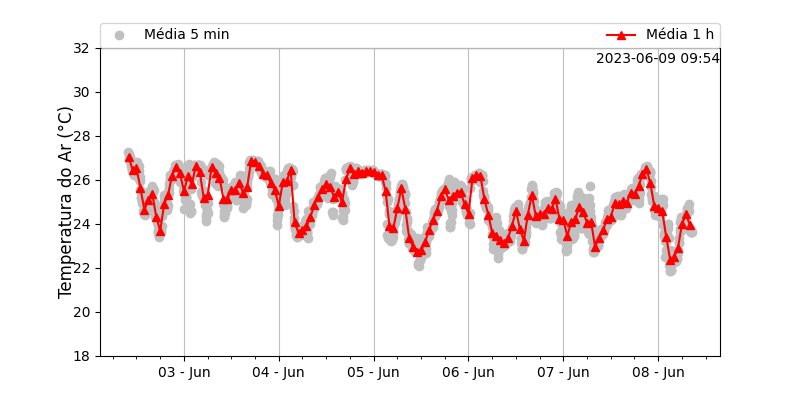 Média 5 min
Média 1 h
2023-06-09 09:54
Temperatura do Ar (°C)
32
30
28
26
24
22
20
18
03 - Jun
04 - Jun
05 - Jun
06 - Jun
07 - Jun
08 - Jun